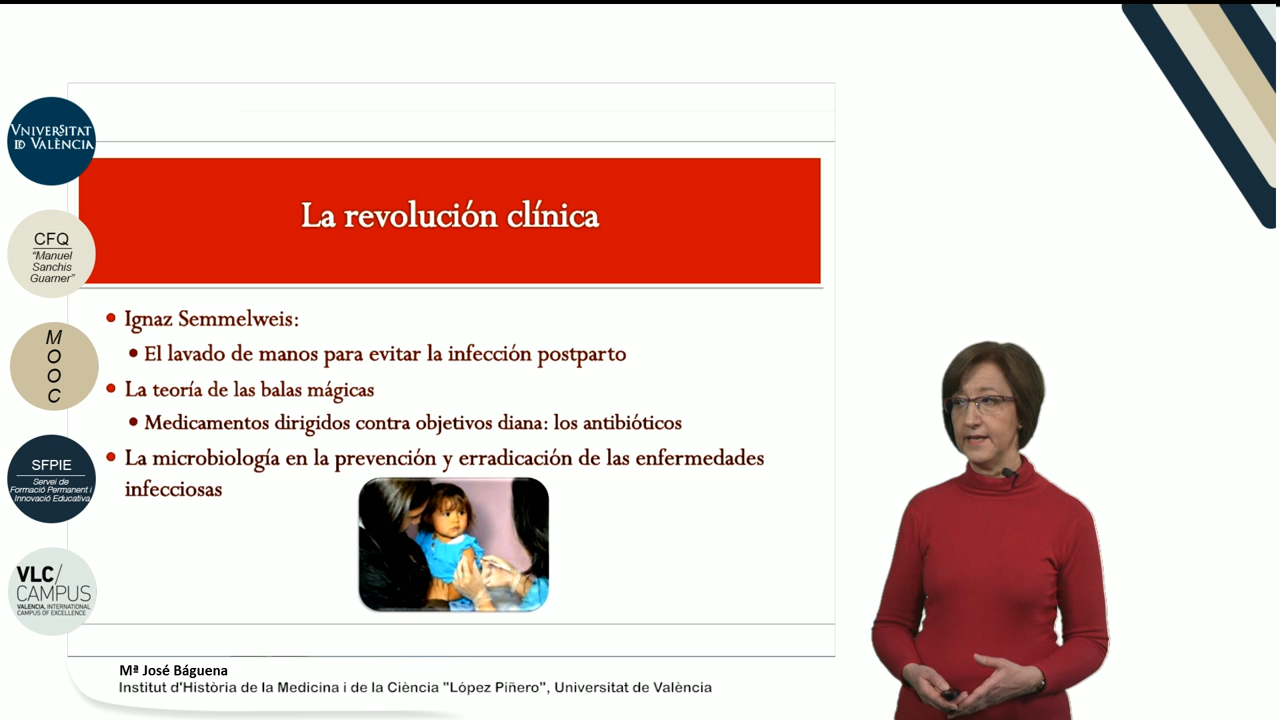 VNIVERSITAT
ID VALÈNCIA
CFQ
"Manuel
Sanchis
Guarner"
M
O
O
C
SFPIE
Servei de
Formació Permanent i
Innovació Educativa
VLC/
CAMPUS
VALENCIA, INTERNATIONAL
CAMPUS OF EXCELLENCE
La revolución clínica
• Ignaz Semmelweis:
• El lavado de manos para evitar la infección postparto
• La teoría de las balas mágicas
• Medicamentos dirigidos contra objetivos diana: los antibióticos
• La microbiología en la prevención y erradicación de las enfermedades
infecciosas
Mª José Báguena
Institut d'Història de la Medicina i de la Ciència "López Piñero", Universitat de València